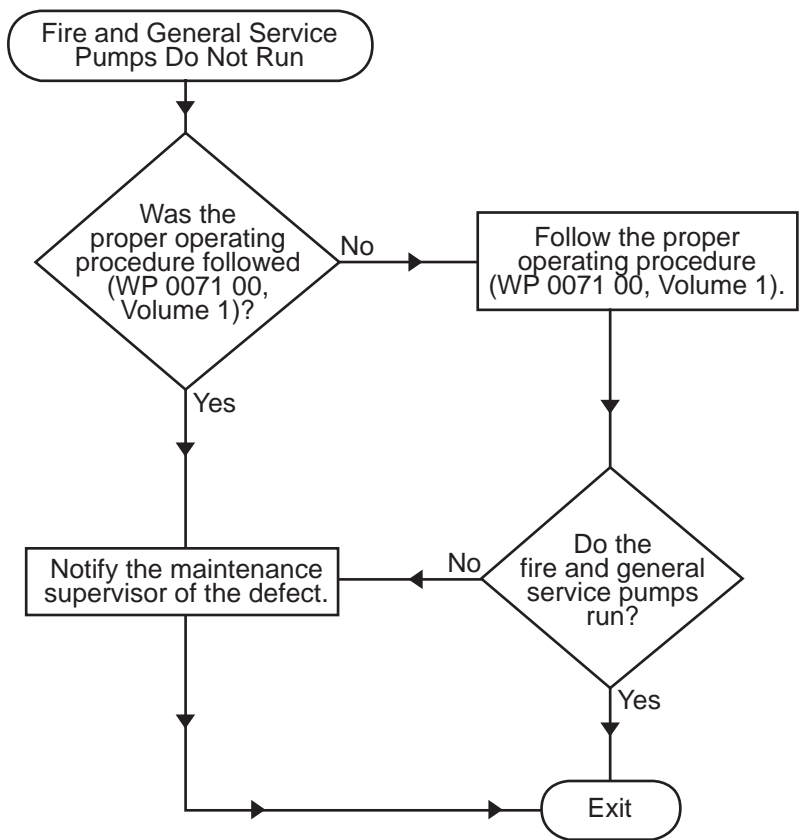 Fire and General Service
Pumps Do Not Run
Was the
proper operating
procedure followed
(WP 0071 00,
Volume 1)?
No
Follow the proper
operating procedure
(WP 0071 00, Volume 1).
Yes
Notify the maintenance
supervisor of the defect.
No
Do the
fire and general
service pumps
run?
Yes
Exit